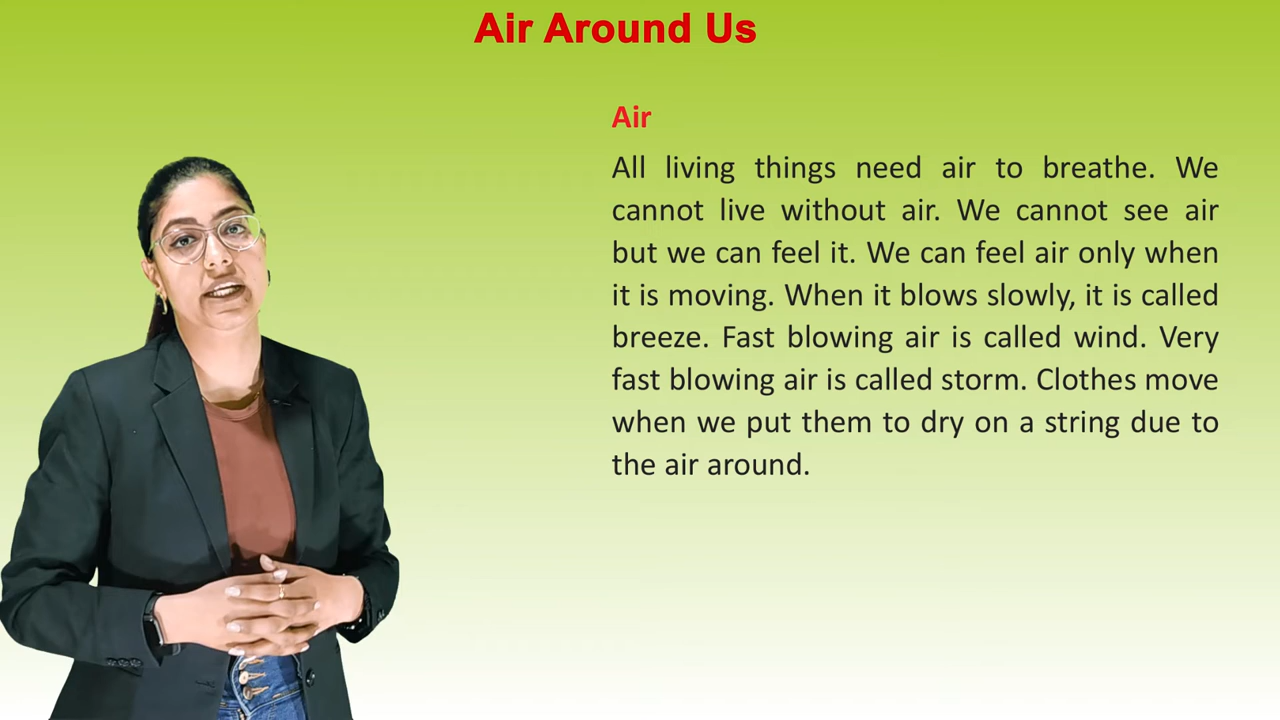 Air Around Us
Air
All living things need air to breathe. We
cannot live without air. We cannot see air
but we can feel it. We can feel air only when
it is moving. When it blows slowly, it is called
breeze. Fast blowing air is called wind. Very
fast blowing air is called storm. Clothes move
when we put them to dry on a string due to
the air around.